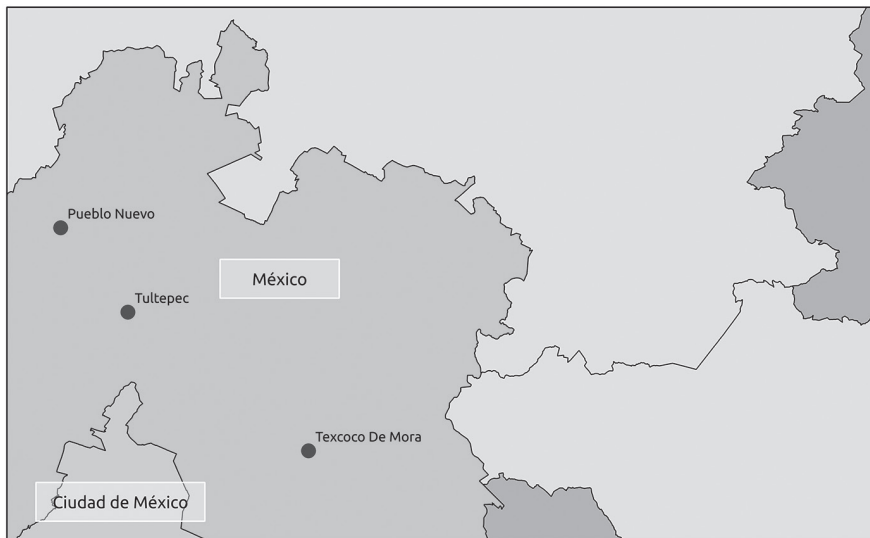 Pueblo Nuevo
México
Tultepec
Texcoco De Mora
Ciudad de México